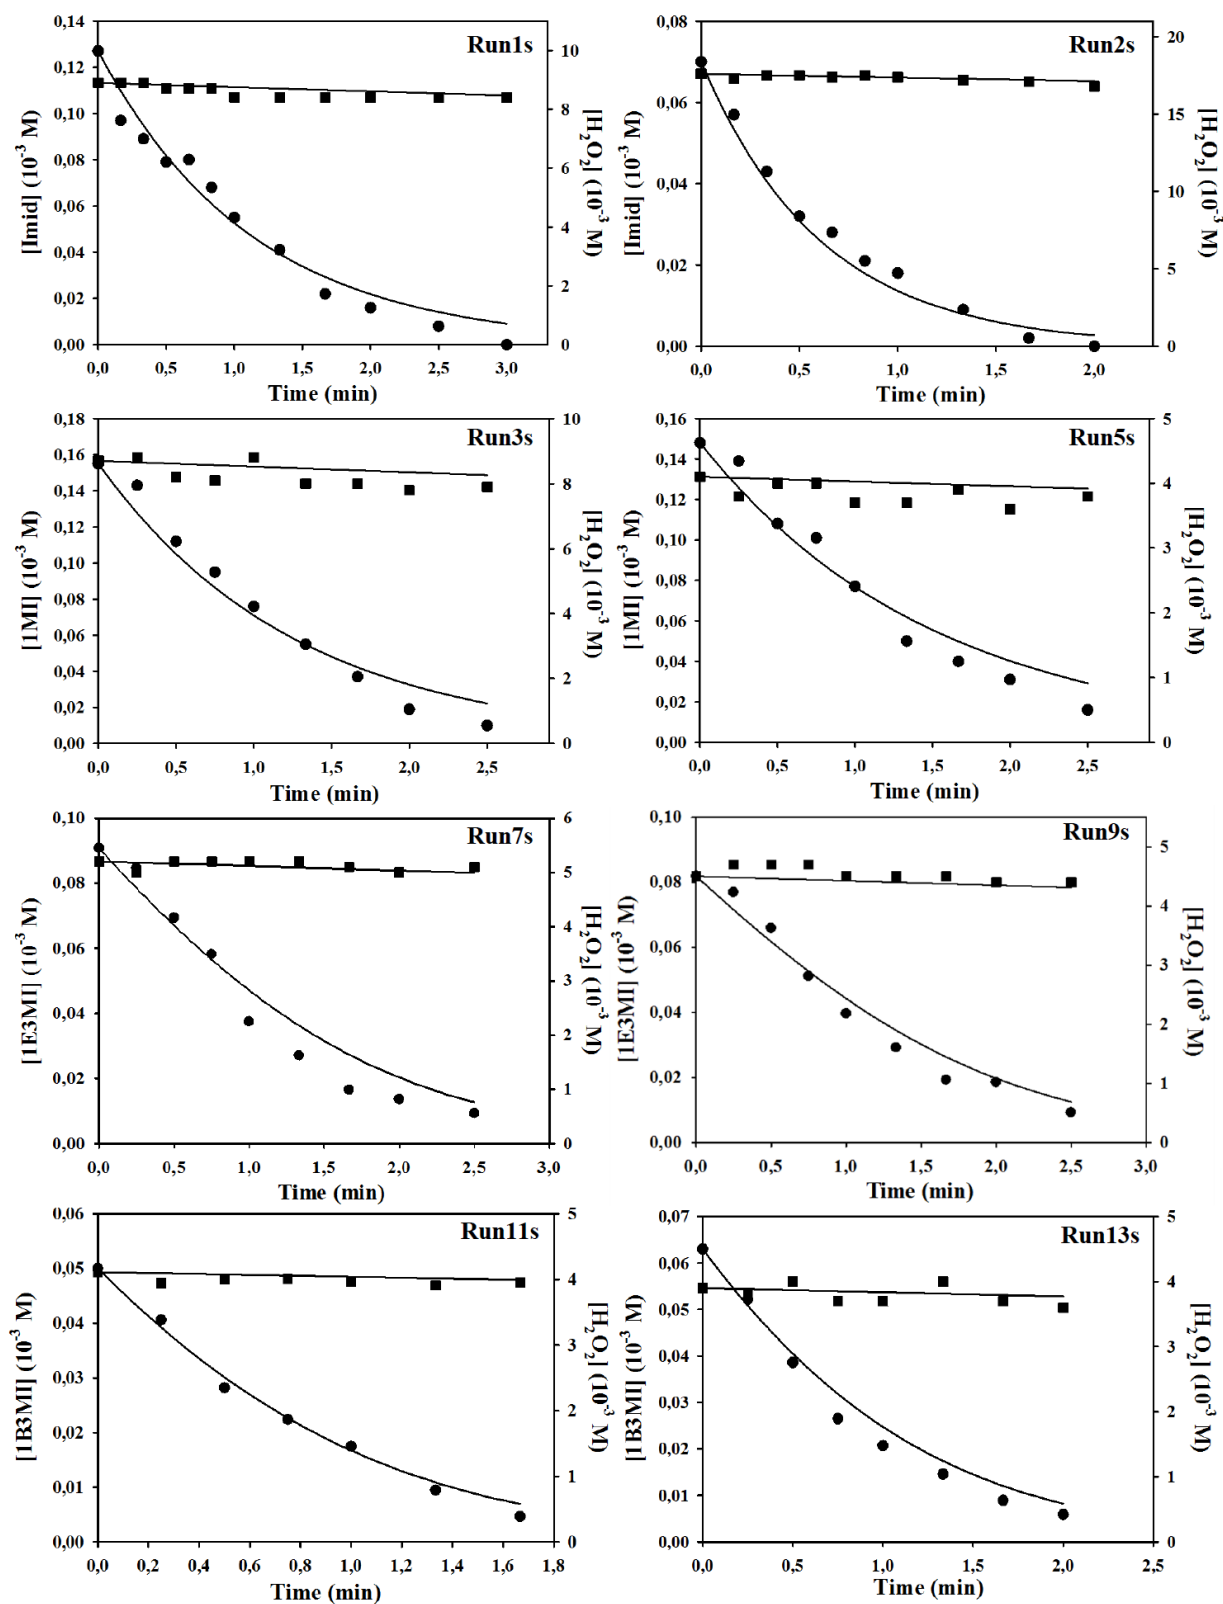 Run1s
[Imid] (10⁻³ M)
0,14
0,12
0,10
0,08
0,06
0,04
0,02
0,00
10
8
6
4
2
0
[H₂O₂] (10⁻³ M)
0,0 0,5 1,0 1,5 2,0 2,5 3,0
Time (min)
Run2s
[Imid] (10⁻³ M)
0,08
0,06
0,04
0,02
0,00
20
15
10
5
0
[H₂O₂] (10⁻³ M)
0,0 0,5 1,0 1,5 2,0
Time (min)
Run3s
[1MI] (10⁻³ M)
0,18
0,16
0,14
0,12
0,10
0,08
0,06
0,04
0,02
0,00
10
8
6
4
2
0
[H₂O₂] (10⁻³ M)
0,0 0,5 1,0 1,5 2,0 2,5
Time (min)
Run5s
[1MI] (10⁻³ M)
0,16
0,14
0,12
0,10
0,08
0,06
0,04
0,02
0,00
5
4
3
2
1
0
[H₂O₂] (10⁻³ M)
0,0 0,5 1,0 1,5 2,0 2,5
Time (min)
Run7s
[1E3MI] (10⁻³ M)
0,10
0,08
0,06
0,04
0,02
0,00
6
5
4
3
2
1
0
[H₂O₂] (10⁻³ M)
0,0 0,5 1,0 1,5 2,0 2,5 3,0
Time (min)
Run9s
[1E3MI] (10⁻³ M)
0,10
0,08
0,06
0,04
0,02
0,00
5
4
3
2
1
0
[H₂O₂] (10⁻³ M)
0,0 0,5 1,0 1,5 2,0 2,5 3,0
Time (min)
Run11s
[1B3MI] (10⁻³ M)
0,06
0,05
0,04
0,03
0,02
0,01
0,00
5
4
3
2
1
0
[H₂O₂] (10⁻³ M)
0,0 0,2 0,4 0,6 0,8 1,0 1,2 1,4 1,6 1,8
Time (min)
Run13s
[1B3MI] (10⁻³ M)
0,07
0,06
0,05
0,04
0,03
0,02
0,01
0,00
5
4
3
2
1
0
[H₂O₂] (10⁻³ M)
0,0 0,5 1,0 1,5 2,0 2,5
Time (min)